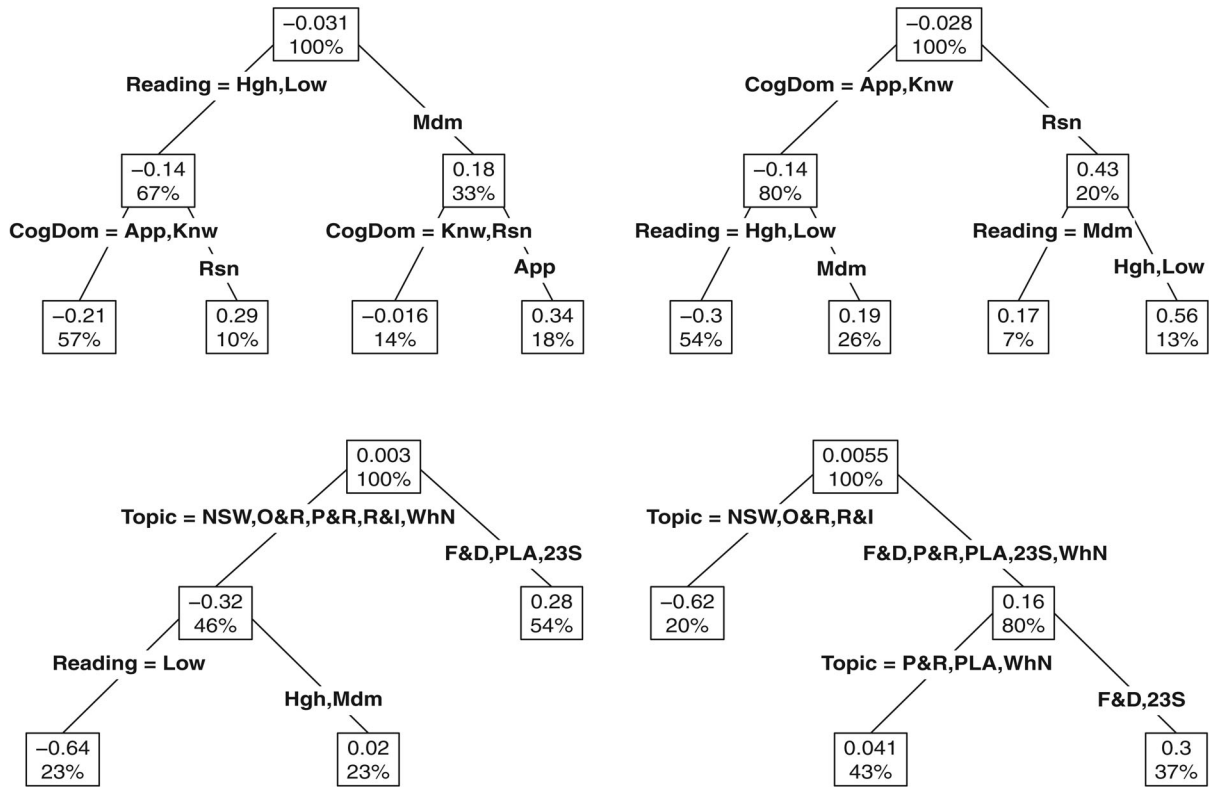 −0.031
100%
Reading = Hgh,Low
Mdm
−0.14
67%
0.18
33%
CogDom = App,Knw
Rsn
CogDom = Knw,Rsn
App
−0.21
57%
0.29
10%
−0.016
14%
0.34
18%
−0.028
100%
CogDom = App,Knw
Rsn
−0.14
80%
0.43
20%
Reading = Hgh,Low
Mdm
Reading = Mdm
Hgh,Low
−0.3
54%
0.19
26%
0.17
7%
0.56
13%
0.003
100%
Topic = NSW,O&R,P&R,R&I,WhN
F&D,PLA,23S
−0.32
46%
0.28
54%
Reading = Low
Hgh,Mdm
−0.64
23%
0.02
23%
0.0055
100%
Topic = NSW,O&R,R&I
F&D,P&R,PLA,23S,WhN
−0.62
20%
0.16
80%
Topic = P&R,PLA,WhN
F&D,23S
0.041
43%
0.3
37%